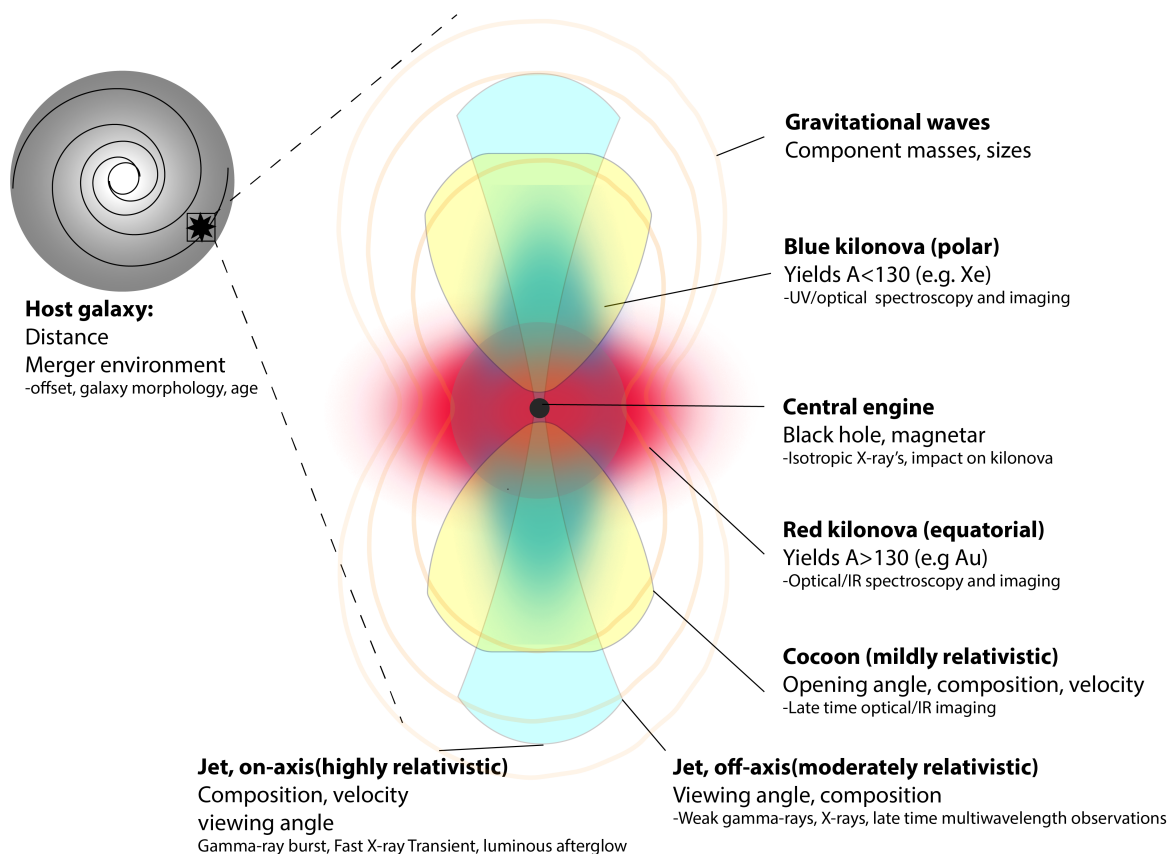 Host galaxy:
Distance
Merger environment
-offset, galaxy morphology, age
Gravitational waves
Component masses, sizes
Blue kilonova (polar)
Yields A<130 (e.g. Xe)
-UV/optical spectroscopy and imaging
Central engine
Black hole, magnetar
-Isotropic X-ray's, impact on kilonova
Red kilonova (equatorial)
Yields A>130 (e.g Au)
-Optical/IR spectroscopy and imaging
Cocoon (mildly relativistic)
Opening angle, composition, velocity
-Late time optical/IR imaging
Jet, on-axis(highly relativistic)
Composition, velocity
viewing angle
Gamma-ray burst, Fast X-ray Transient, luminous afterglow
Jet, off-axis(moderately relativistic)
Viewing angle, composition
-Weak gamma-rays, X-rays, late time multiwavelength observations